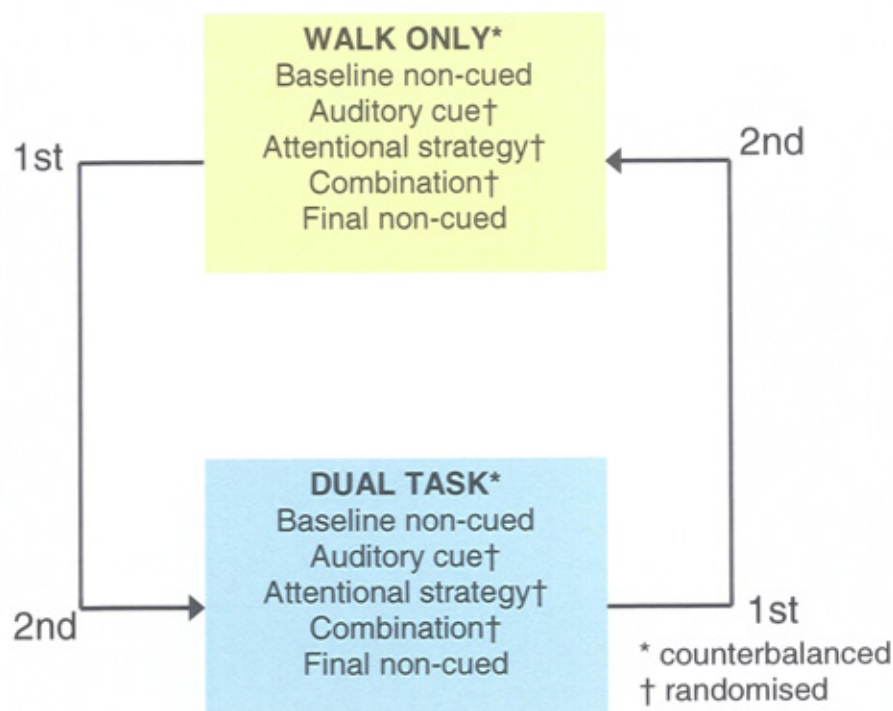 WALK ONLY*
Baseline non-cued
Auditory cue†
Attentional strategy†
Combination†
Final non-cued
1st
2nd
DUAL TASK*
Baseline non-cued
Auditory cue†
Attentional strategy†
Combination†
Final non-cued
2nd
1st
* counterbalanced
† randomised